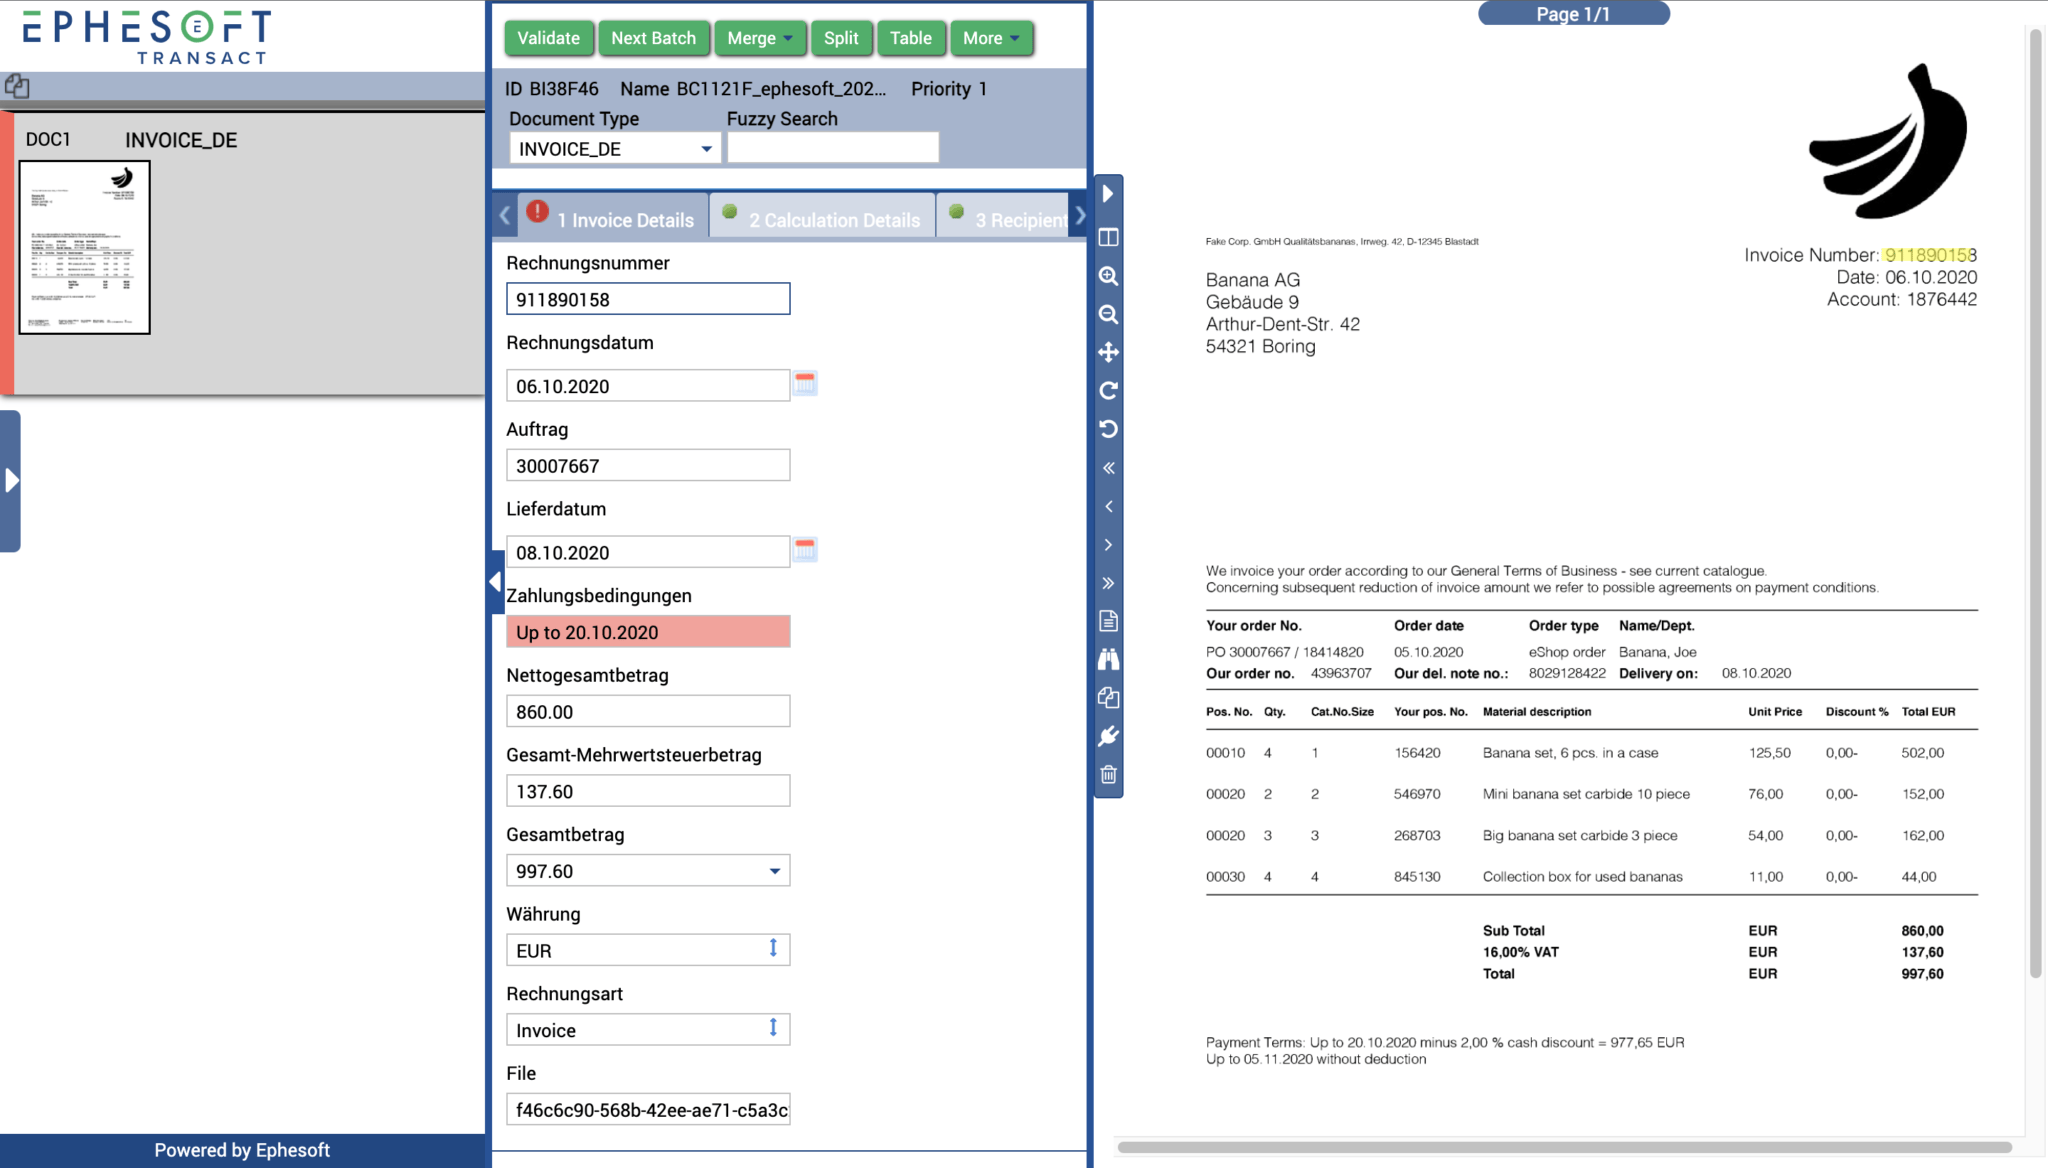 EPHESOFT
TRANSACT
DOC1 INVOICE_DE
Powered by Ephesoft
Validate Next Batch Merge Split Table More
ID BI38F46 Name BC1121F_ephesoft_202... Priority 1
Document Type Fuzzy Search
INVOICE_DE
1 Invoice Details 2 Calculation Details 3 Recipient
Rechnungsnummer
911890158
Rechnungsdatum
06.10.2020
Auftrag
30007667
Lieferdatum
08.10.2020
Zahlungsbedingungen
Up to 20.10.2020
Nettogesamtbetrag
860.00
Gesamt-Mehrwertsteuerbetrag
137.60
Gesamtbetrag
997.60
Währung
EUR
Rechnungsart
Invoice
File
f46c6c90-568b-42ee-ae71-c5a3c
Page 1/1
Fake Corp. GmbH Qualitätsbananas, Irrweg. 42, D-12345 Blastadt
Banana AG
Gebäude 9
Arthur-Dent-Str. 42
54321 Boring
Invoice Number: 911890158
Date: 06.10.2020
Account: 1876442
We invoice your order according to our General Terms of Business - see current catalogue.
Concerning subsequent reduction of invoice amount we refer to possible agreements on payment conditions.
Your order No. Order date Order type Name/Dept.
PO 30007667 / 18414820 05.10.2020 eShop order Banana, Joe
Our order no. 43963707 Our del. note no.: 8029128422 Delivery on: 08.10.2020
Pos. No. Qty. Cat.No.Size Your pos. No. Material description Unit Price Discount % Total EUR
00010 4 1 156420 Banana set, 6 pcs. in a case 125,50 0,00- 502,00
00020 2 2 546970 Mini banana set carbide 10 piece 76,00 0,00- 152,00
00020 3 3 268703 Big banana set carbide 3 piece 54,00 0,00- 162,00
00030 4 4 845130 Collection box for used bananas 11,00 0,00- 44,00
Sub Total EUR 860,00
16,00% VAT EUR 137,60
Total EUR 997,60
Payment Terms: Up to 20.10.2020 minus 2,00 % cash discount = 977,65 EUR
Up to 05.11.2020 without deduction